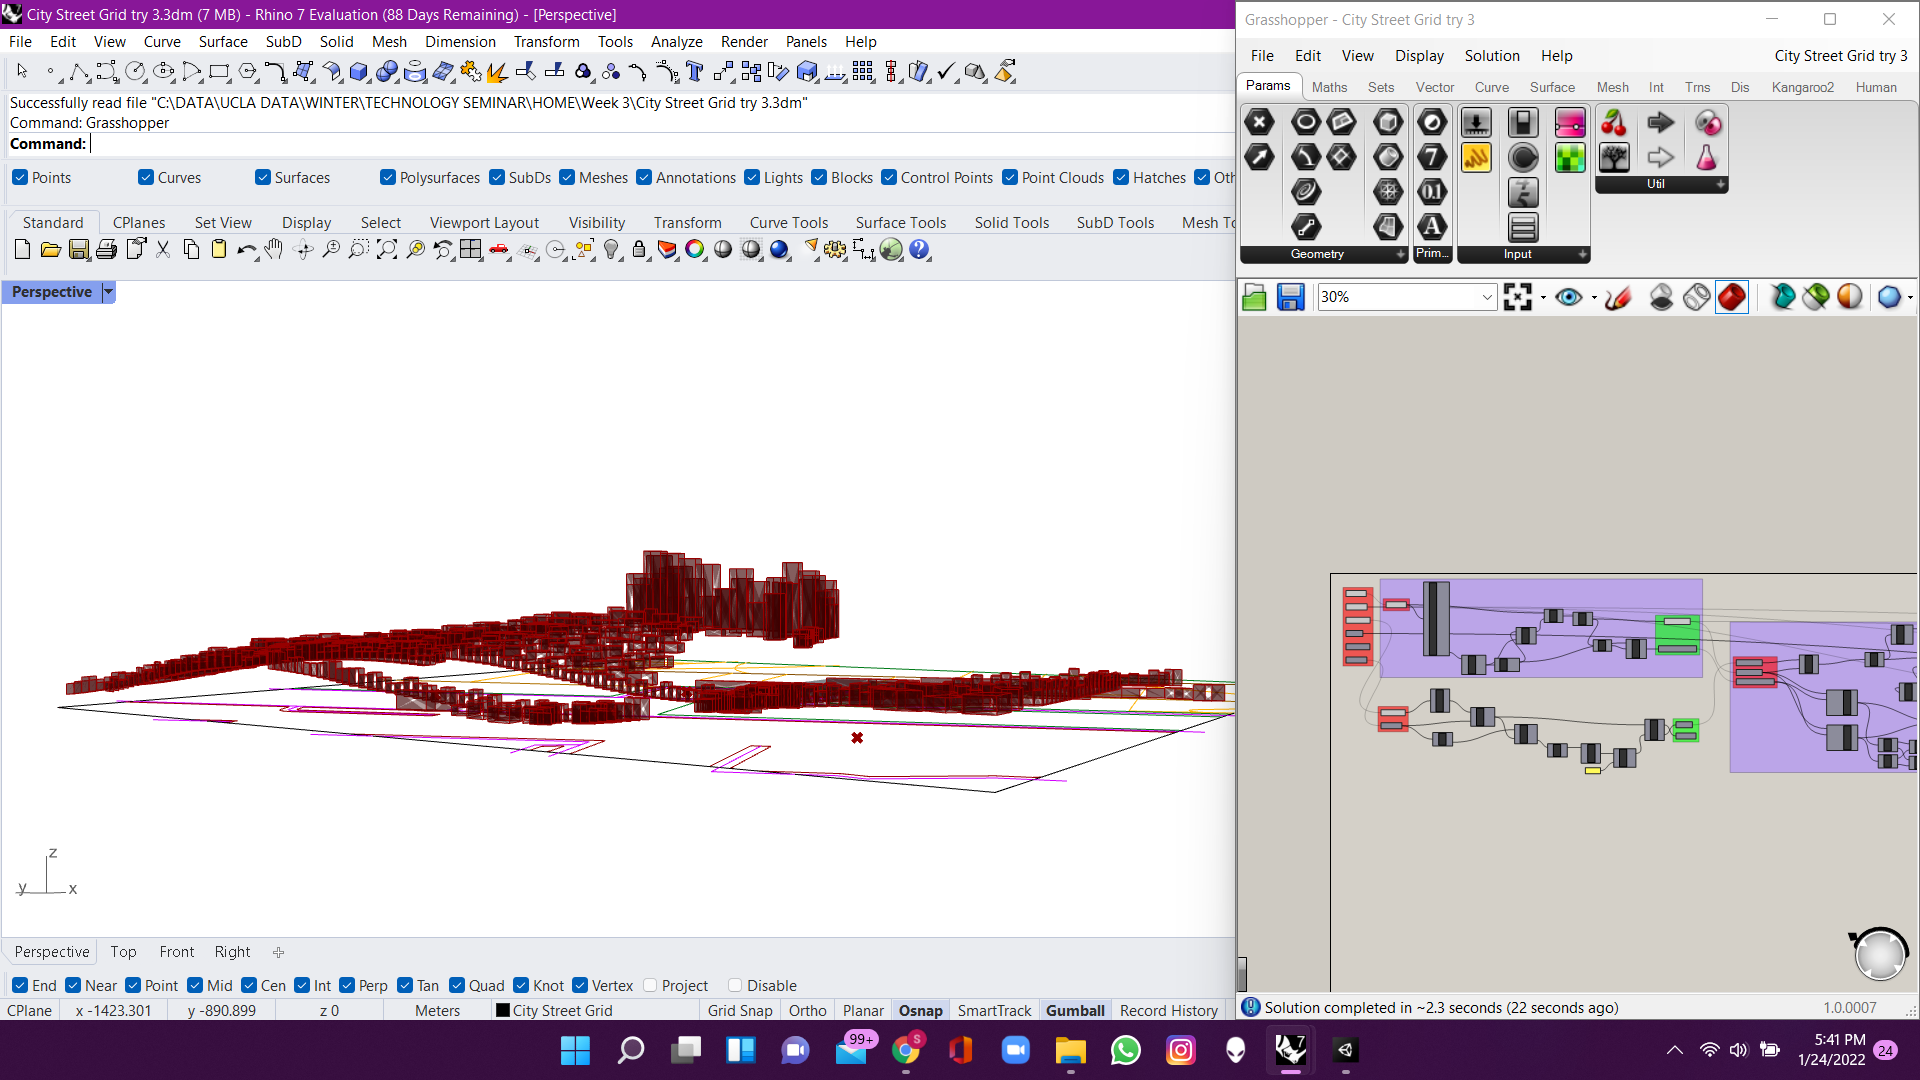 City Street Grid try 3.3dm (7 MB) - Rhino 7 Evaluation (88 Days Remaining) - [Perspective]
File Edit View Curve Surface SubD Solid Mesh Dimension Transform Tools Analyze Render Panels Help
Successfully read file "C:\DATA\UCLA DATA\WINTER\TECHNOLOGY SEMINAR\HOME\Week 3\City Street Grid try 3.3dm"
Command: Grasshopper
Command:
Points Curves Surfaces Polysurfaces SubDs Meshes Annotations Lights Blocks Control Points Point Clouds Hatches Oth
Standard CPlanes Set View Display Select Viewport Layout Visibility Transform Curve Tools Surface Tools Solid Tools SubD Tools Mesh To
Perspective
z
y x
Perspective Top Front Right
End Near Point Mid Cen Int Perp Tan Quad Knot Vertex Project Disable
CPlane x -1423.301 y -890.899 z 0 Meters City Street Grid Grid Snap Ortho Planar Osnap SmartTrack Gumball Record History
Grasshopper - City Street Grid try 3
File Edit View Display Solution Help City Street Grid try 3
Params Maths Sets Vector Curve Surface Mesh Int Trns Dis Kangaroo2 Human
7
0.1
A
Geometry Prim... Input Util
30%
Solution completed in ~2.3 seconds (22 seconds ago) 1.0.0007
99+ S 7
5:41 PM
1/24/2022 24